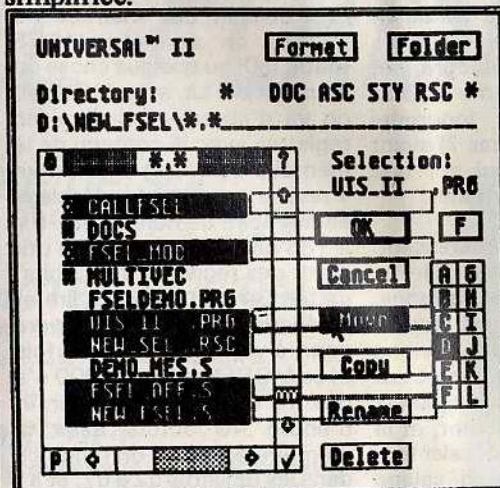 simplifiée.
UNIVERSAL™ II Format Folder
Directory: * DOC ASC STY RSC *
D:\NEW_FSEL\*.*
*.* ? Selection:
UIS_II .PRG
CALLFSEL
DOCS OK F
FSEL_MOD
MULTIVEC Cancel A G
FSELDEMO.PRG B H
UIS_II .PRG Move C I
NEW_SEL .RSC D J
DEMO_MES.S Copy E K
FSEL_OFF.S F L
NEW_FSEL.S Rename
P Delete